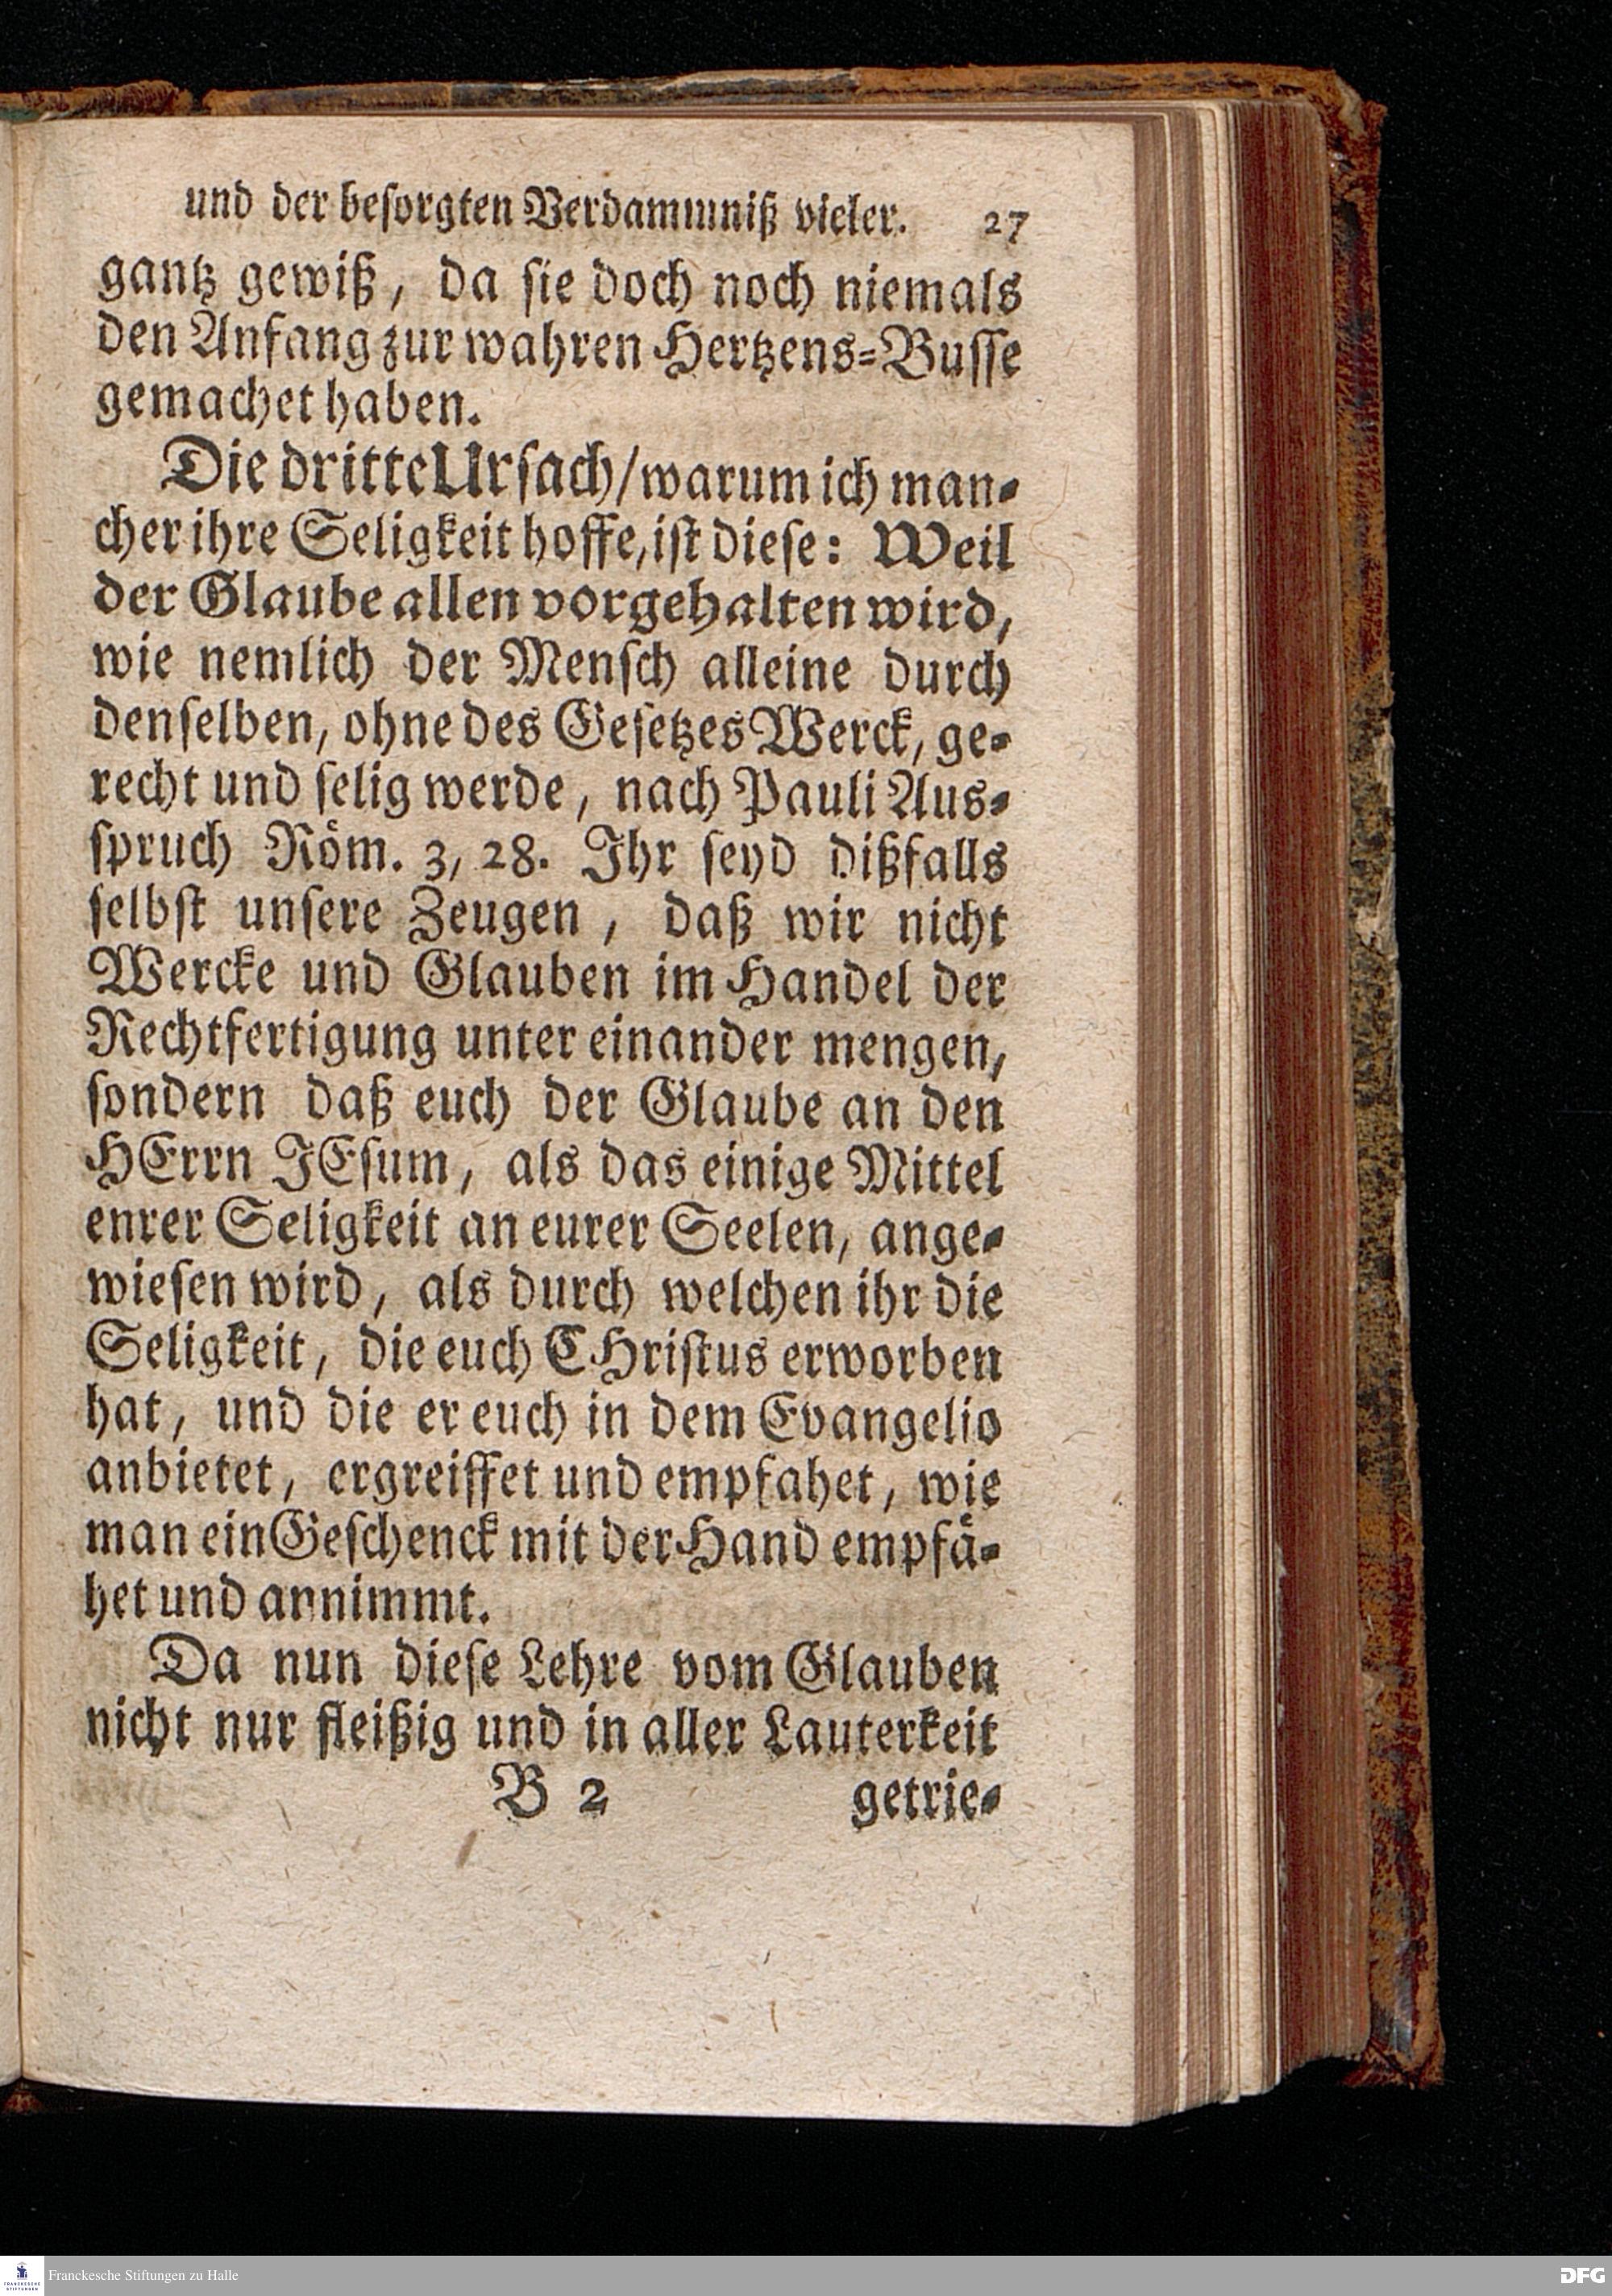 und der beſorgten Verdammniß vieler. 27
gantz gewiß, da ſie doch noch niemals
den Anfang zur wahren Hertzens-Buſſe
gemachet haben.
Die dritte Urſach/ warum ich man-
cher ihre Seligkeit hoffe, iſt dieſe: Weil
der Glaube allen vorgehalten wird,
wie nemlich der Menſch alleine durch
denſelben, ohne des Geſetzes Werck, ge-
recht und ſelig werde, nach Pauli Aus-
ſpruch Röm. 3, 28. Ihr ſeyd dißfalls
ſelbſt unſere Zeugen, daß wir nicht
Wercke und Glauben im Handel der
Rechtfertigung unter einander mengen,
ſondern daß euch der Glaube an den
HErrn JEſum, als das einige Mittel
enrer Seligkeit an eurer Seelen, ange-
wieſen wird, als durch welchen ihr die
Seligkeit, die euch CHriſtus erworben
hat, und die er euch in dem Evangelio
anbietet, ergreiffet und empfahet, wie
man ein Geſchenck mit der Hand empfä-
het und annimmt.
Da nun dieſe Lehre vom Glauben
nicht nur fleißig und in aller Lauterkeit
B 2 getrie-
FRANCKESCHE STIFTUNGEN
Franckesche Stiftungen zu Halle
DFG